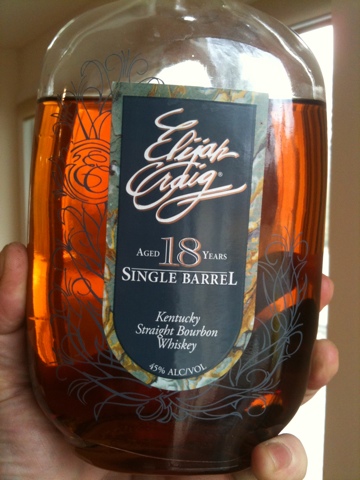 Elijah
Craig®
AGED 18 YEARS
SINGLE BARREL
Kentucky
Straight Bourbon
Whiskey
45% ALC/VOL